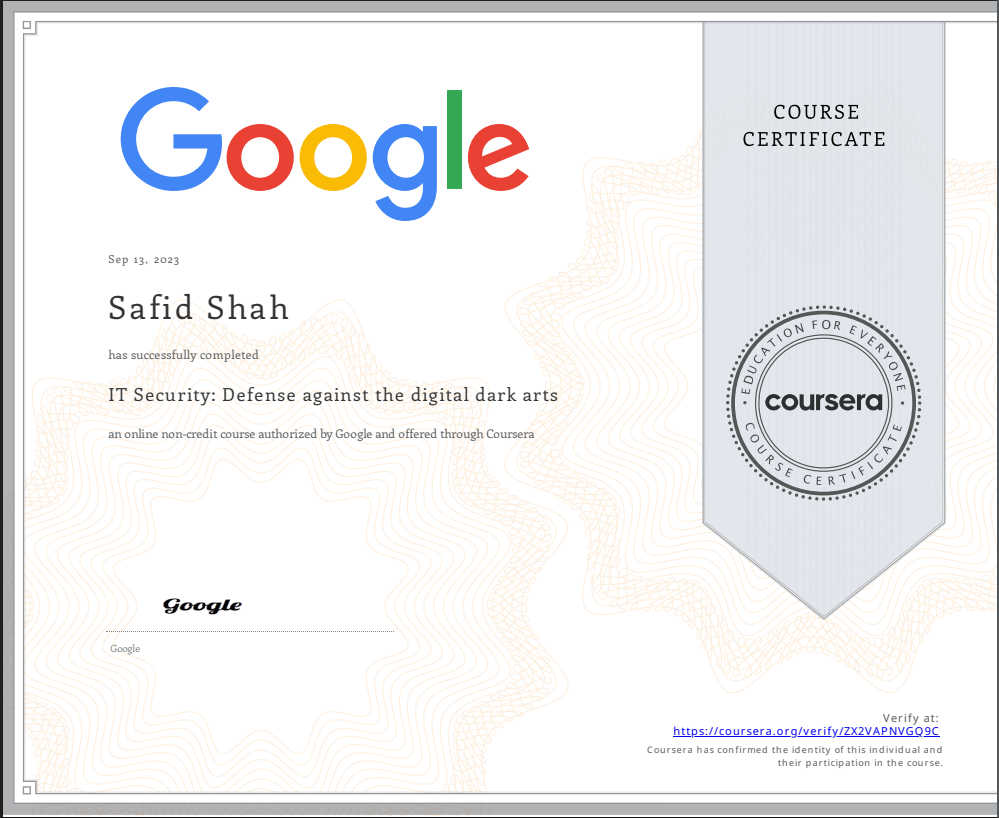 Google
COURSE
CERTIFICATE
Sep 13, 2023
Safid Shah
has successfully completed
IT Security: Defense against the digital dark arts
an online non-credit course authorized by Google and offered through Coursera
EDUCATION FOR EVERYONE
coursera
COURSE CERTIFICATE
Google
Google
Verify at:
https://coursera.org/verify/ZX2VAPNVGQ9C
Coursera has confirmed the identity of this individual and
their participation in the course.